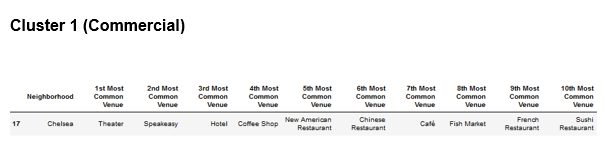 Cluster 1 (Commercial)
Neighborhood 1st Most Common Venue 2nd Most Common Venue 3rd Most Common Venue 4th Most Common Venue 5th Most Common Venue 6th Most Common Venue 7th Most Common Venue 8th Most Common Venue 9th Most Common Venue 10th Most Common Venue
17 Chelsea Theater Speakeasy Hotel Coffee Shop New American Restaurant Chinese Restaurant Café Fish Market French Restaurant Sushi Restaurant